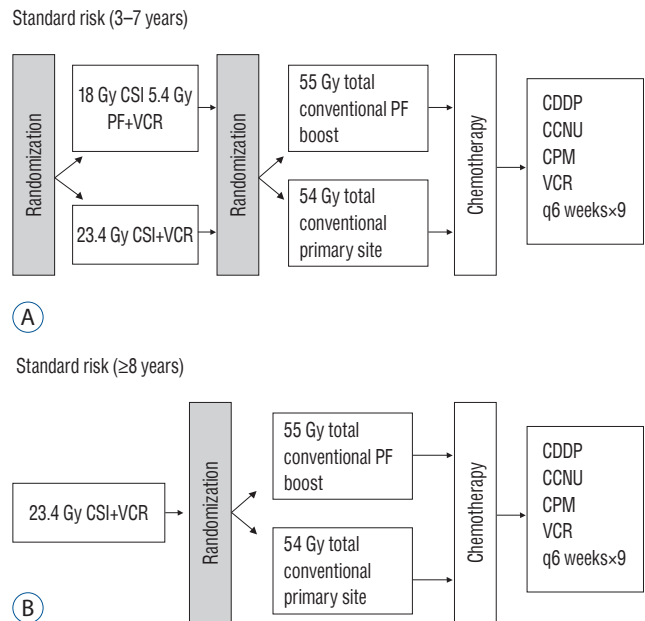 Standard risk (3–7 years)
Randomization
18 Gy CSI 5.4 Gy
PF+VCR
23.4 Gy CSI+VCR
Randomization
55 Gy total
conventional PF
boost
54 Gy total
conventional
primary site
Chemotherapy
CDDP
CCNU
CPM
VCR
q6 weeks×9
A
Standard risk (≥8 years)
23.4 Gy CSI+VCR
Randomization
55 Gy total
conventional PF
boost
54 Gy total
conventional
primary site
Chemotherapy
CDDP
CCNU
CPM
VCR
q6 weeks×9
B